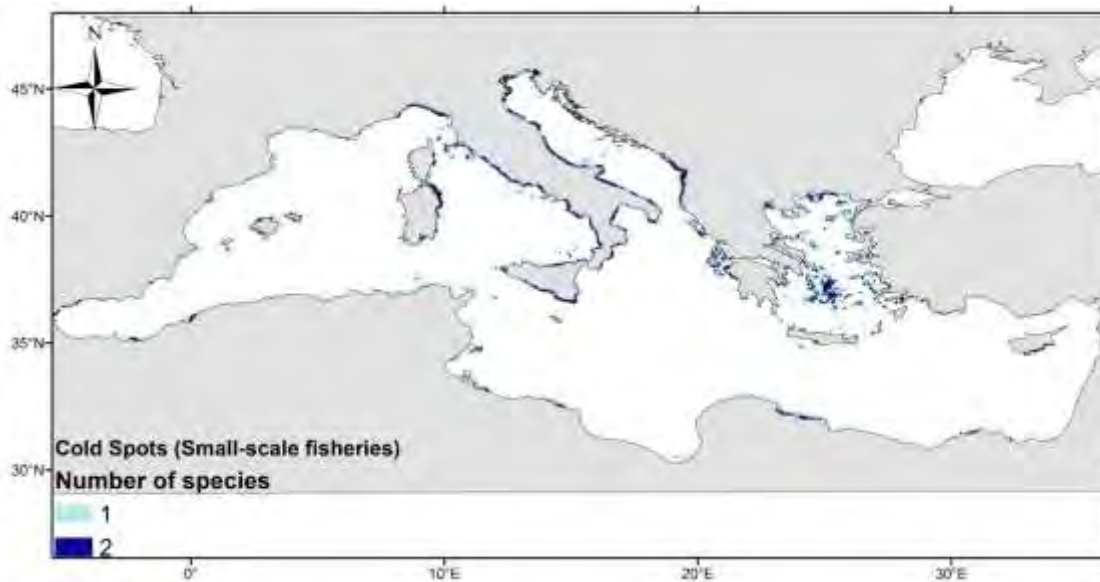 N
45°N
40°N
35°N
Cold Spots (Small-scale fisheries)
30°N
Number of species
1
2
0°
10°E
20°E
30°E